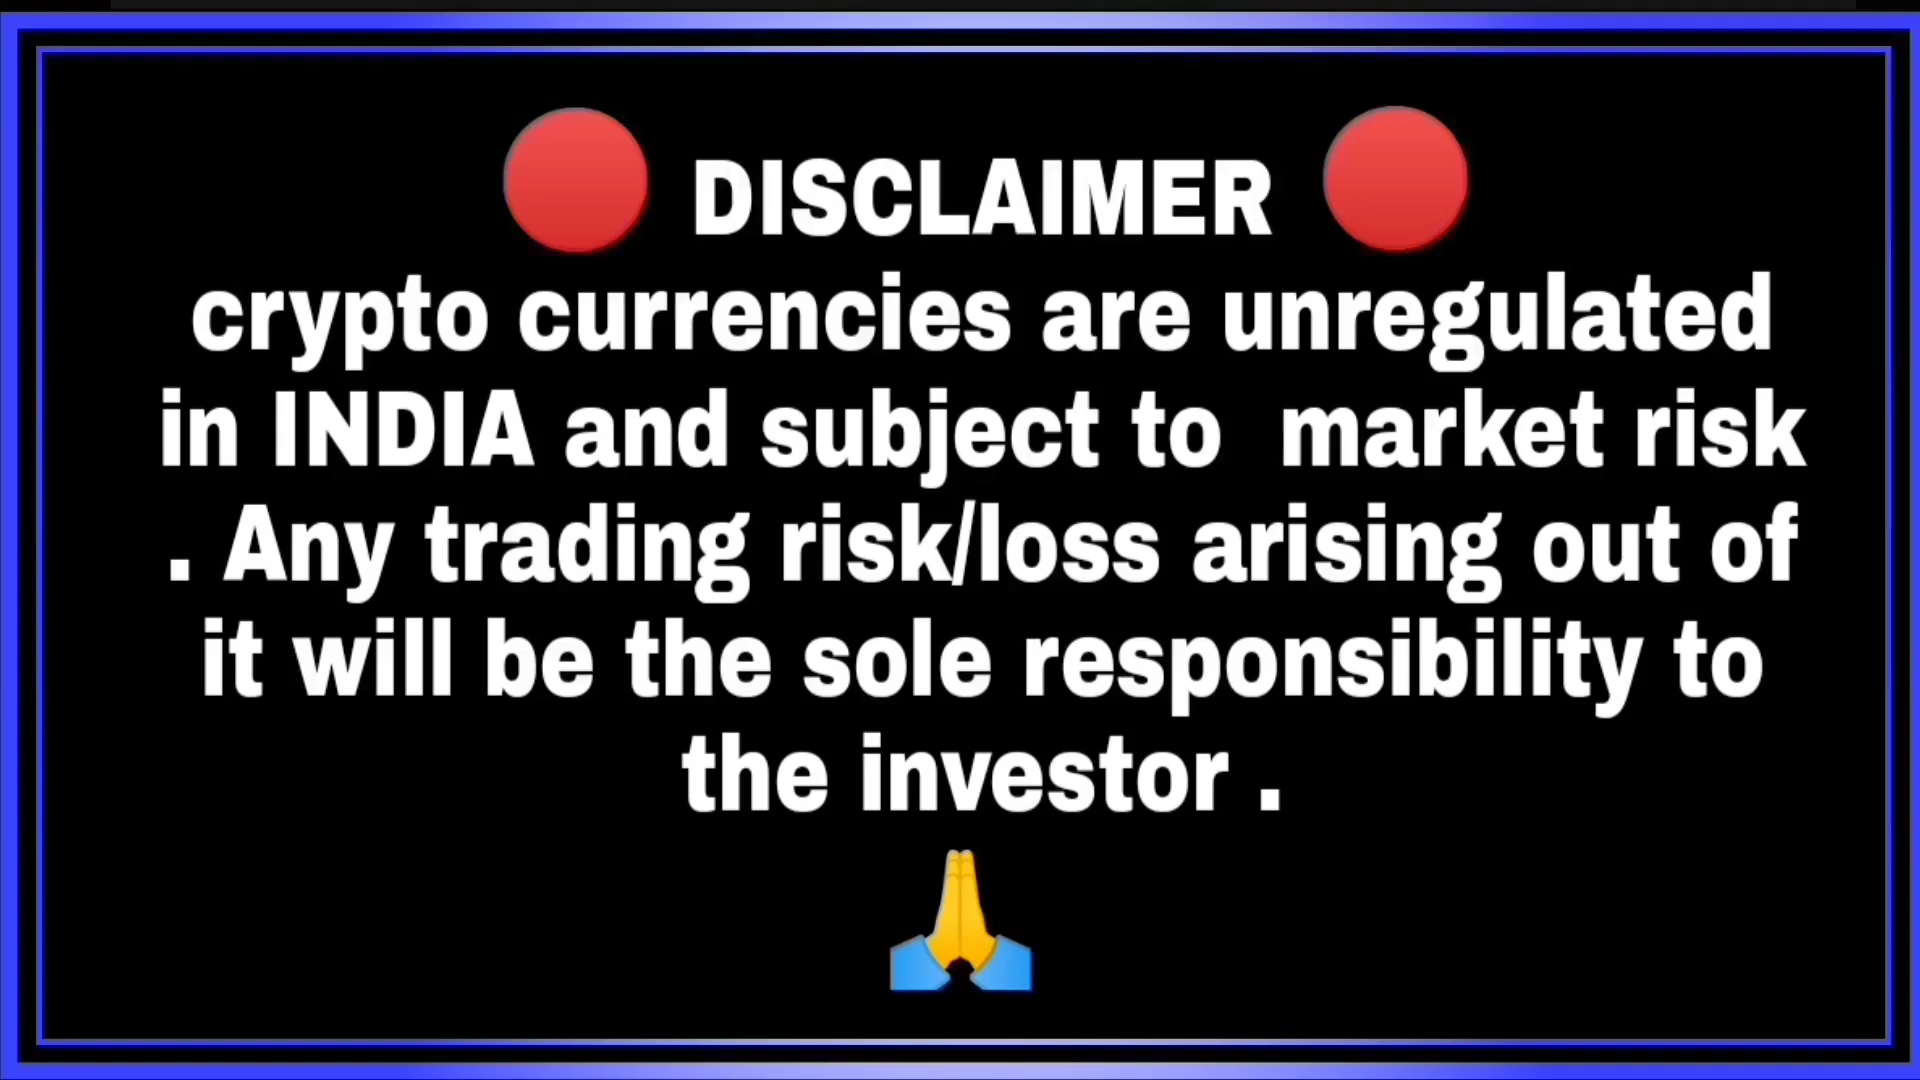 🔴 DISCLAIMER 🔴
crypto currencies are unregulated
in INDIA and subject to  market risk
. Any trading risk/loss arising out of
it will be the sole responsibility to
the investor .
🙏